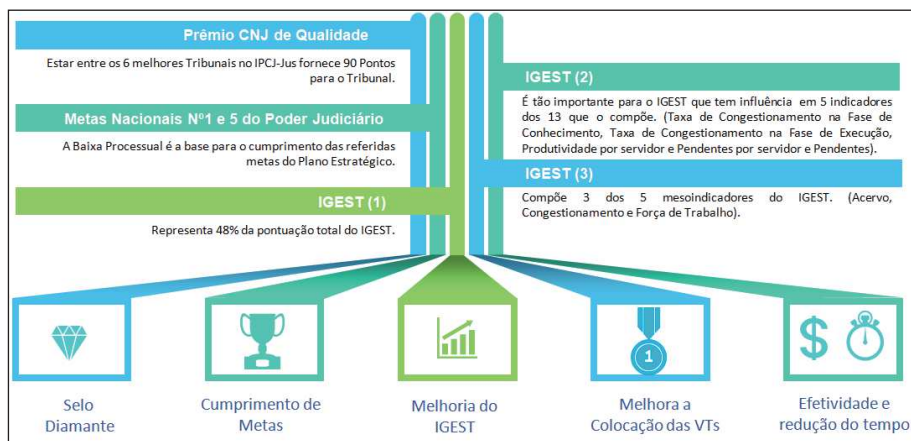 Prêmio CNJ de Qualidade
Estar entre os 6 melhores Tribunais no IPCJ-Jus fornece 90 Pontos
para o Tribunal.
Metas Nacionais Nº1 e 5 do Poder Judiciário
A Baixa Processual é a base para o cumprimento das referidas
metas do Plano Estratégico.
IGEST (1)
Representa 48% da pontuação total do IGEST.
IGEST (2)
É tão importante para o IGEST que tem influência em 5 indicadores
dos 13 que o compõe. (Taxa de Congestionamento na Fase de
Conhecimento, Taxa de Congestionamento na Fase de Execução,
Produtividade por servidor e Pendentes por servidor e Pendentes).
IGEST (3)
Compõe 3 dos 5 mesoindicadores do IGEST. (Acervo,
Congestionamento e Força de Trabalho).
1
$
Selo
Diamante
Cumprimento de
Metas
Melhoria do
IGEST
Melhora a
Colocação das VTs
Efetividade e
redução do tempo